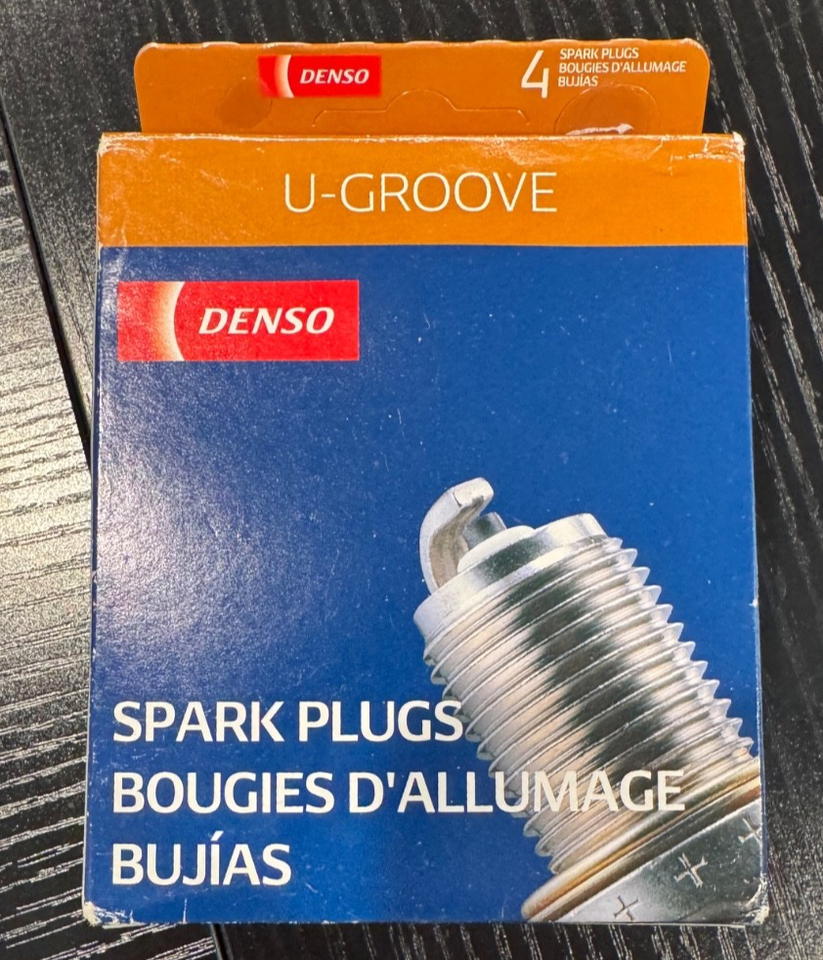 DENSO
4
SPARK PLUGS
BOUGIES D'ALLUMAGE
BUJÍAS
U-GROOVE
DENSO
SPARK PLUGS
BOUGIES D'ALLUMAGE
BUJÍAS